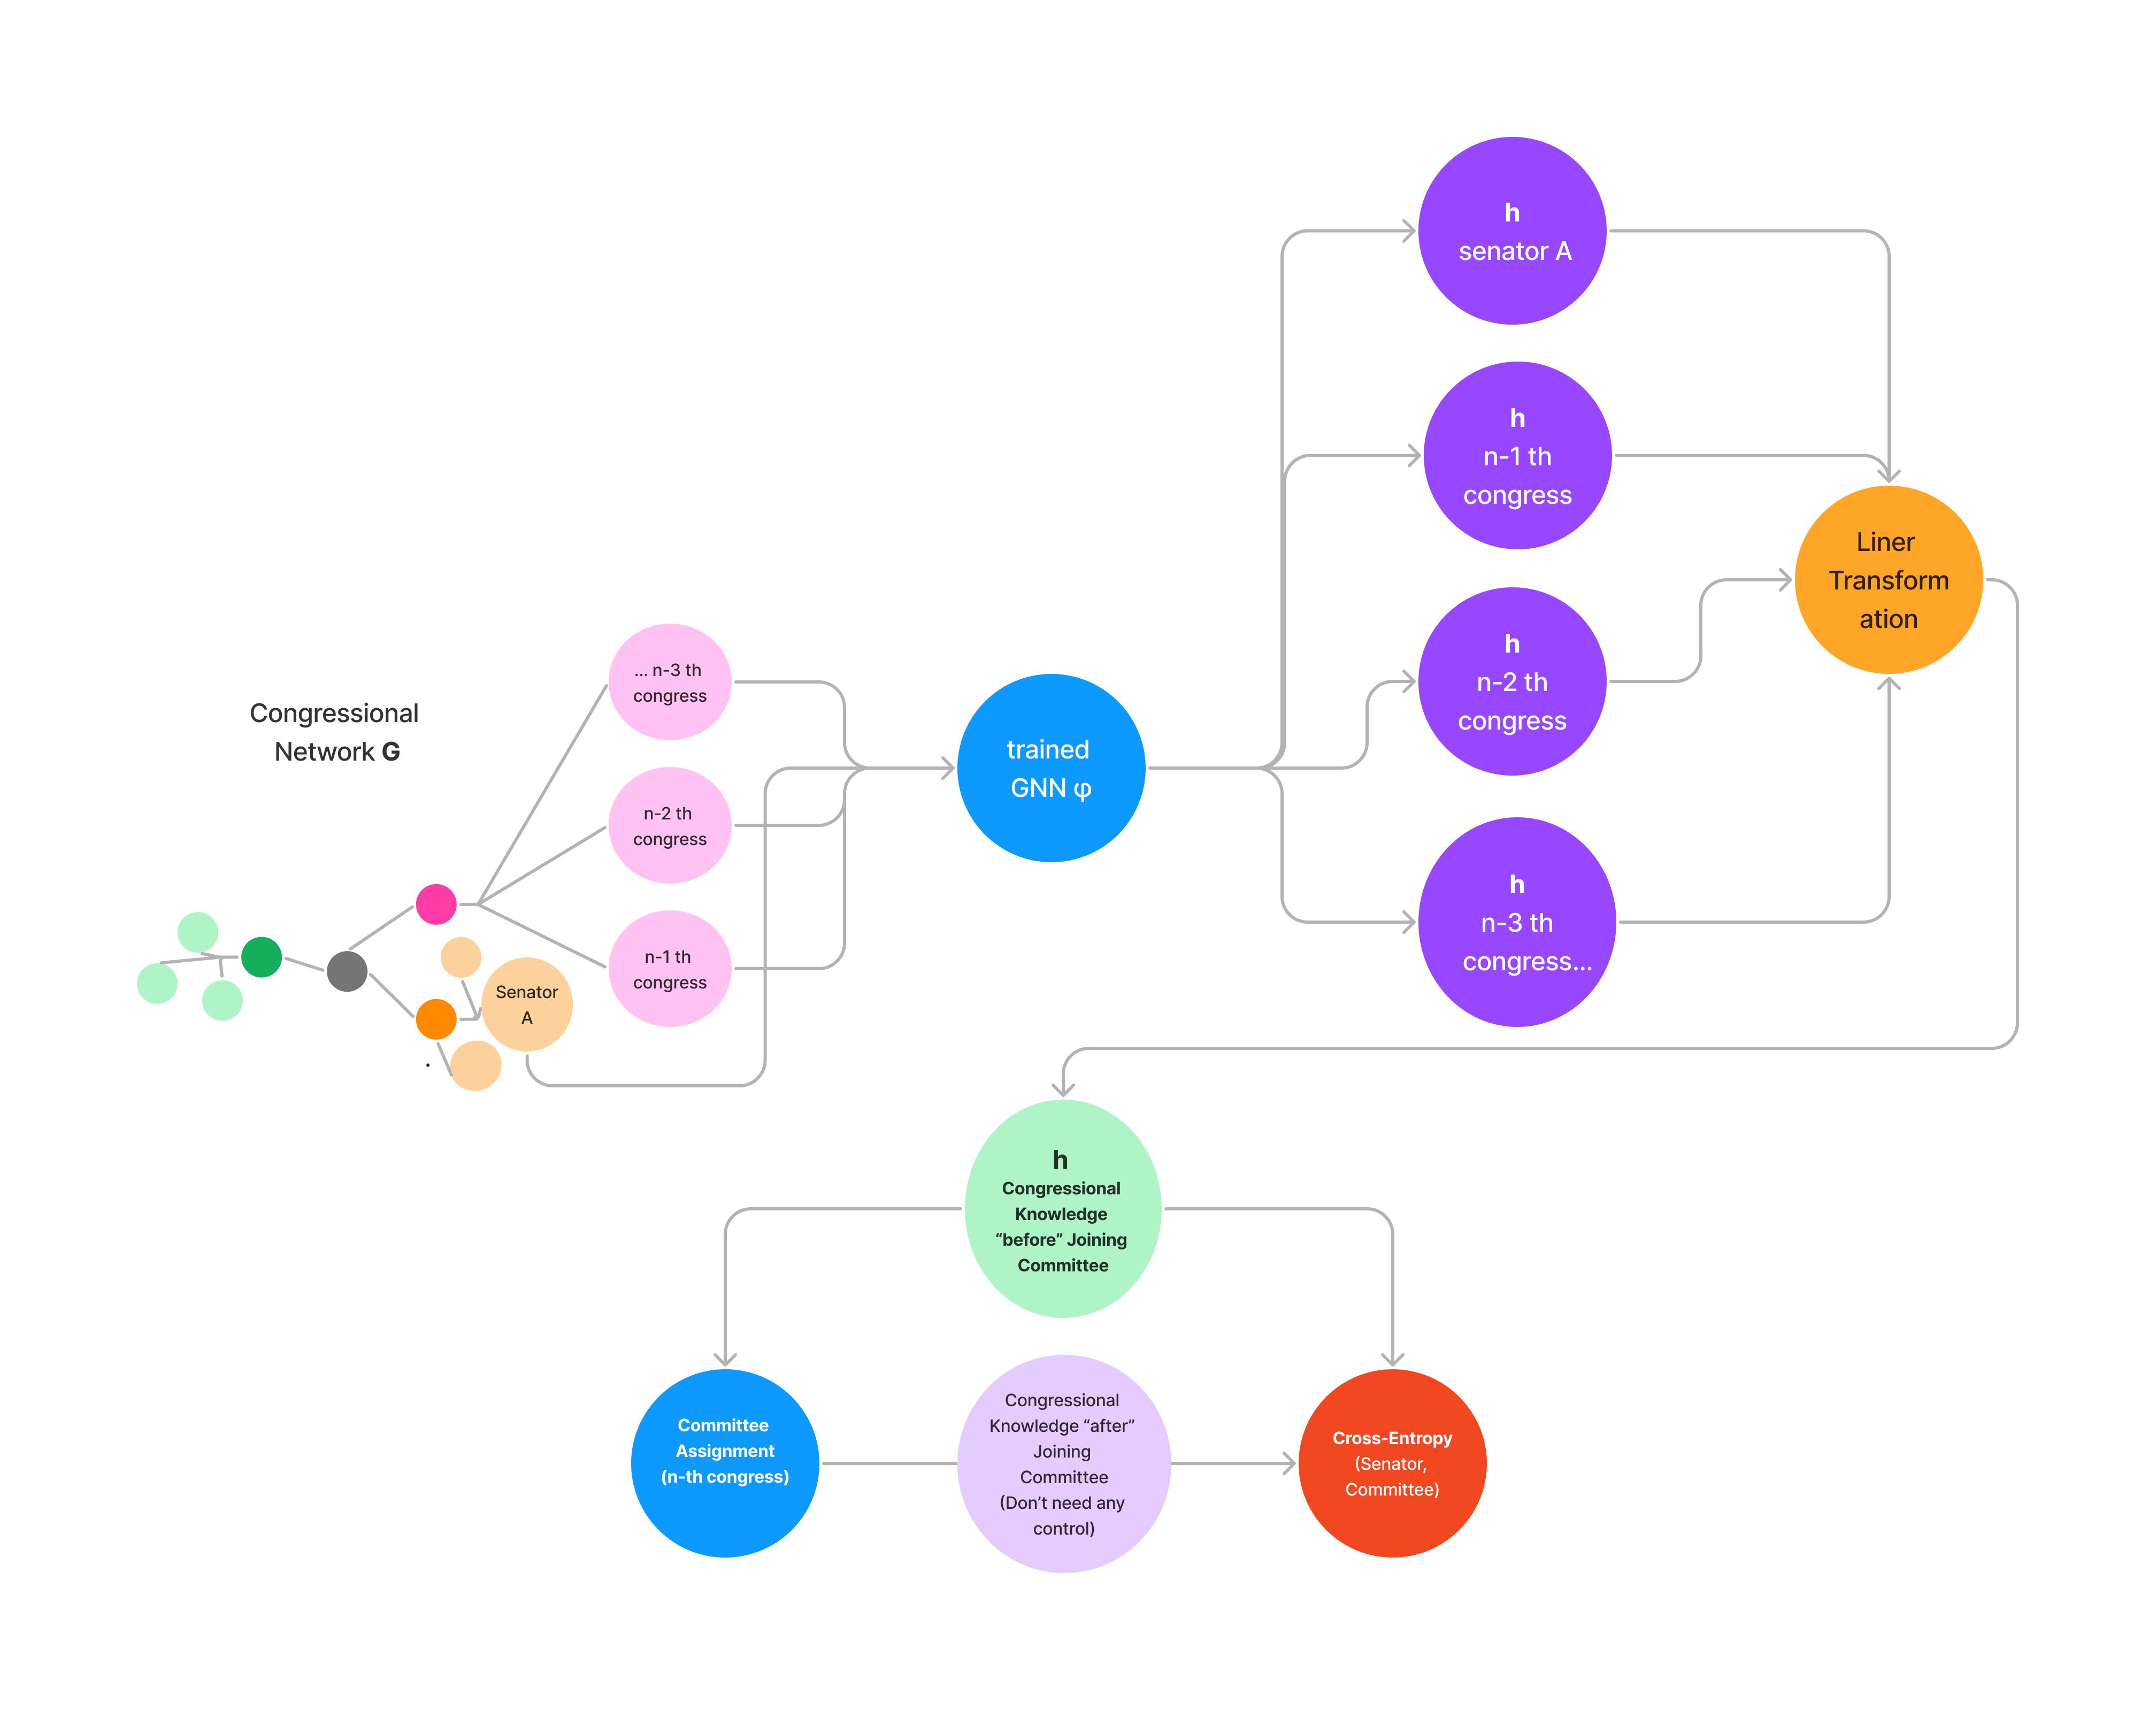 Congressional
Network G
... n-3 th
congress
n-2 th
congress
n-1 th
congress
Senator
A
trained
GNN φ
h
senator A
h
n-1 th
congress
h
n-2 th
congress
h
n-3 th
congress...
Liner
Transform
ation
h
Congressional
Knowledge
“before” Joining
Committee
Committee
Assignment
(n-th congress)
Congressional
Knowledge “after”
Joining
Committee
(Don’t need any
control)
Cross-Entropy
(Senator,
Committee)